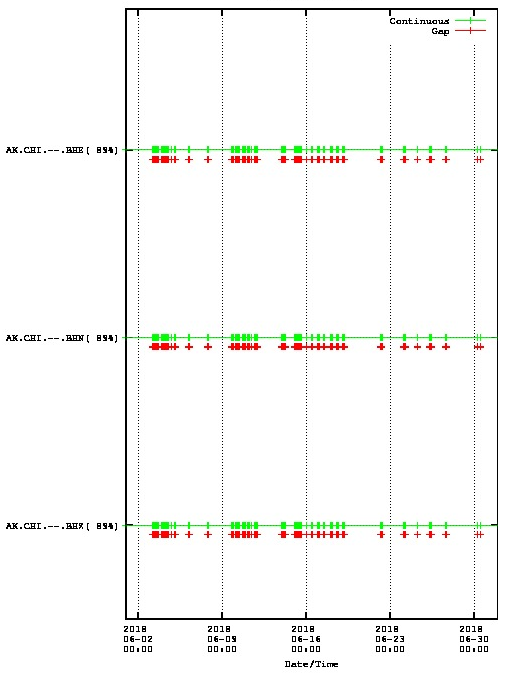 Continuous
Gap
AK.CHI.--.BHE( 89%)
AK.CHI.--.BHN( 89%)
AK.CHI.--.BHZ( 89%)
2018 2018 2018 2018 2018
06-02 06-09 06-16 06-23 06-30
00:00 00:00 00:00 00:00 00:00
Date/Time